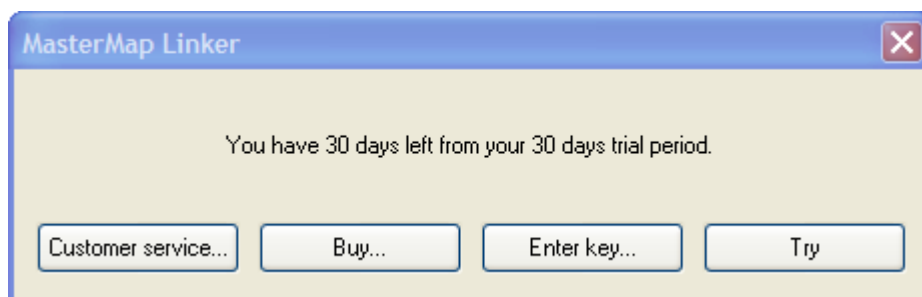 MasterMap Linker
You have 30 days left from your 30 days trial period.
Customer service... Buy... Enter key... Try